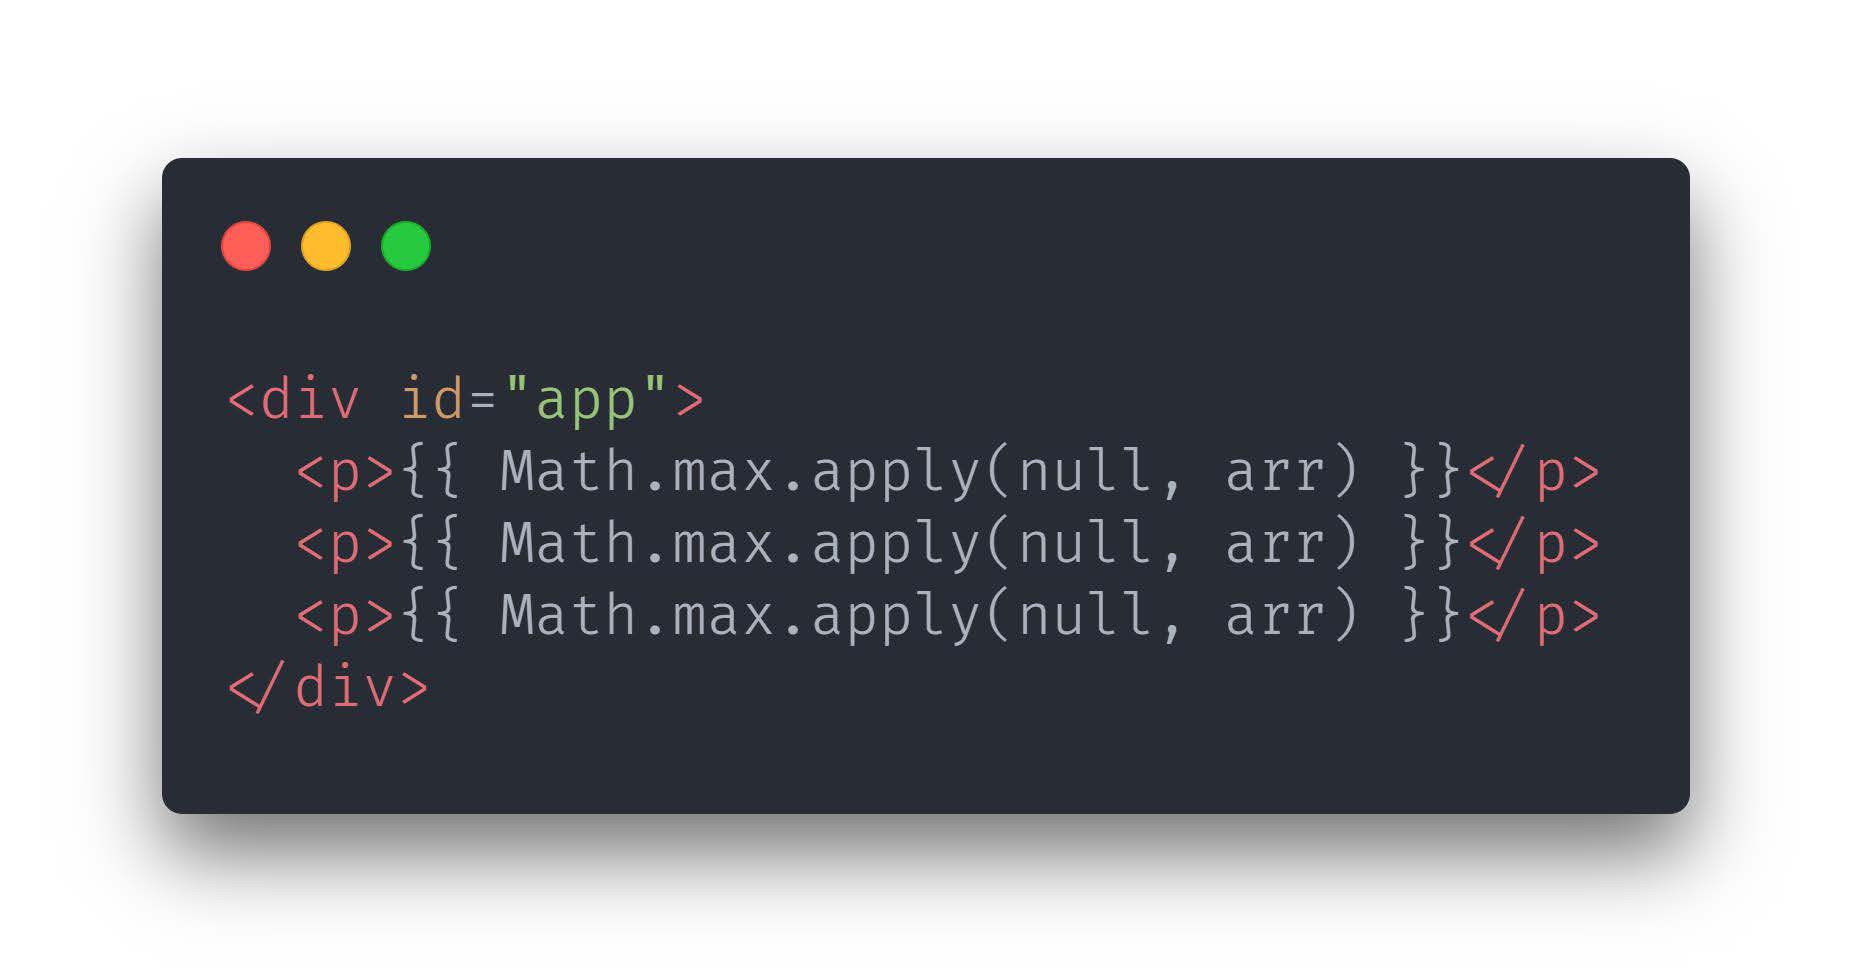 <div id="app">
  <p>{{ Math.max.apply(null, arr) }}</p>
  <p>{{ Math.max.apply(null, arr) }}</p>
  <p>{{ Math.max.apply(null, arr) }}</p>
</div>